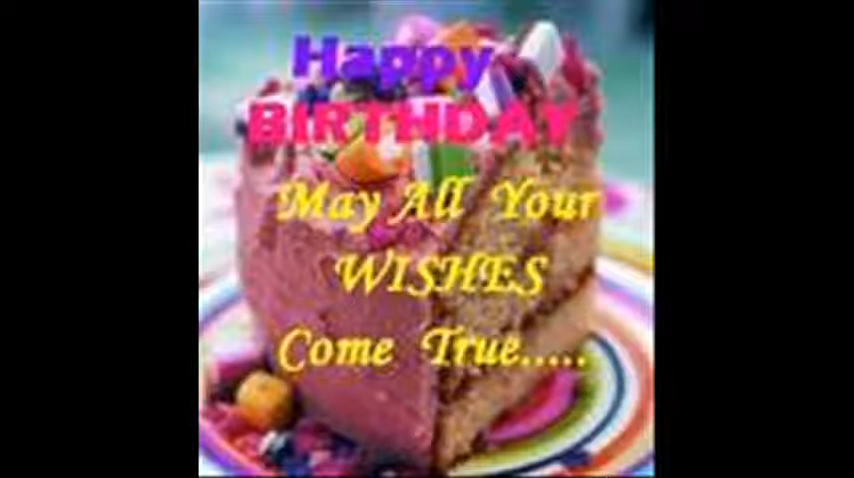 Happy
BIRTHDAY
May All Your
WISHES
Come True.....